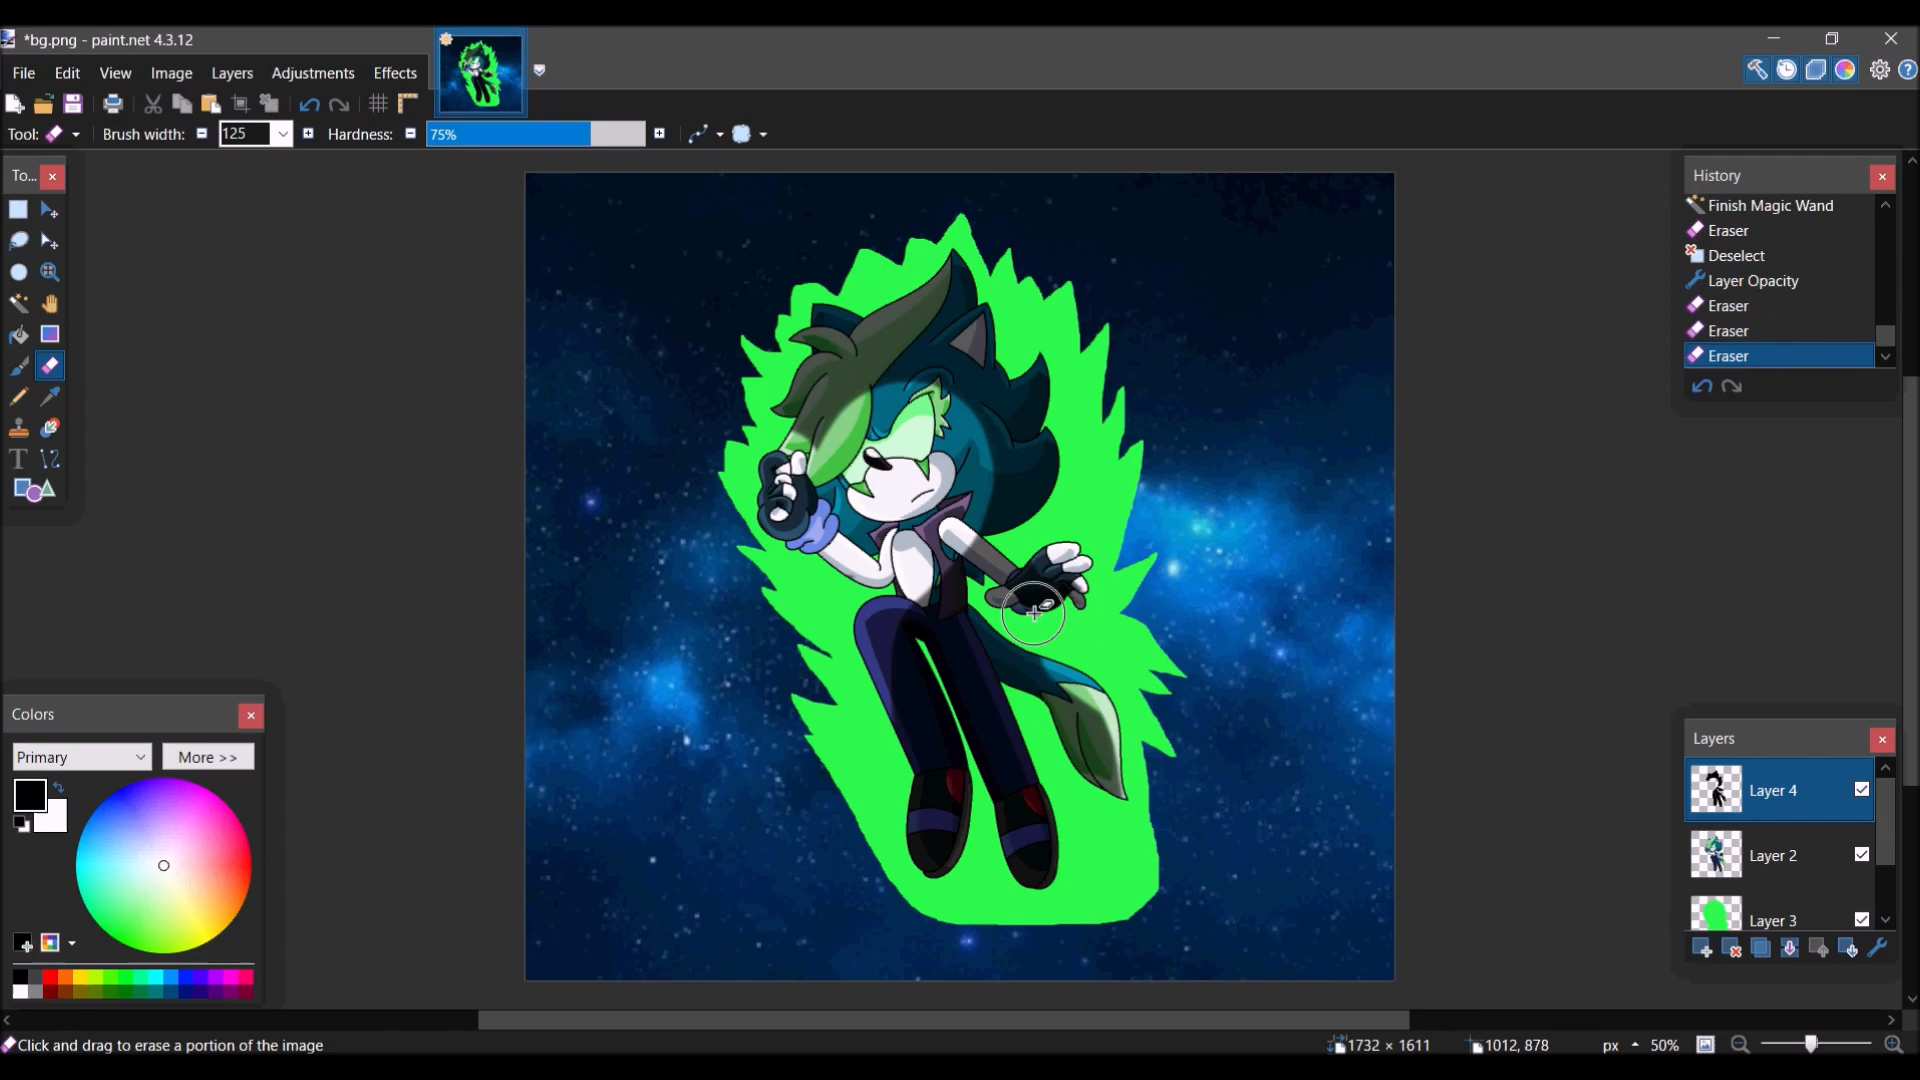 *bg.png - paint.net 4.3.12
File Edit View Image Layers Adjustments Effects
Tool: Brush width: 125 Hardness: 75%
To...
History
Finish Magic Wand
Eraser
Deselect
Layer Opacity
Eraser
Eraser
Eraser
Colors
Primary More >>
Layers
Layer 4
Layer 2
Layer 3
Click and drag to erase a portion of the image 1732 × 1611 1012, 878 px 50%